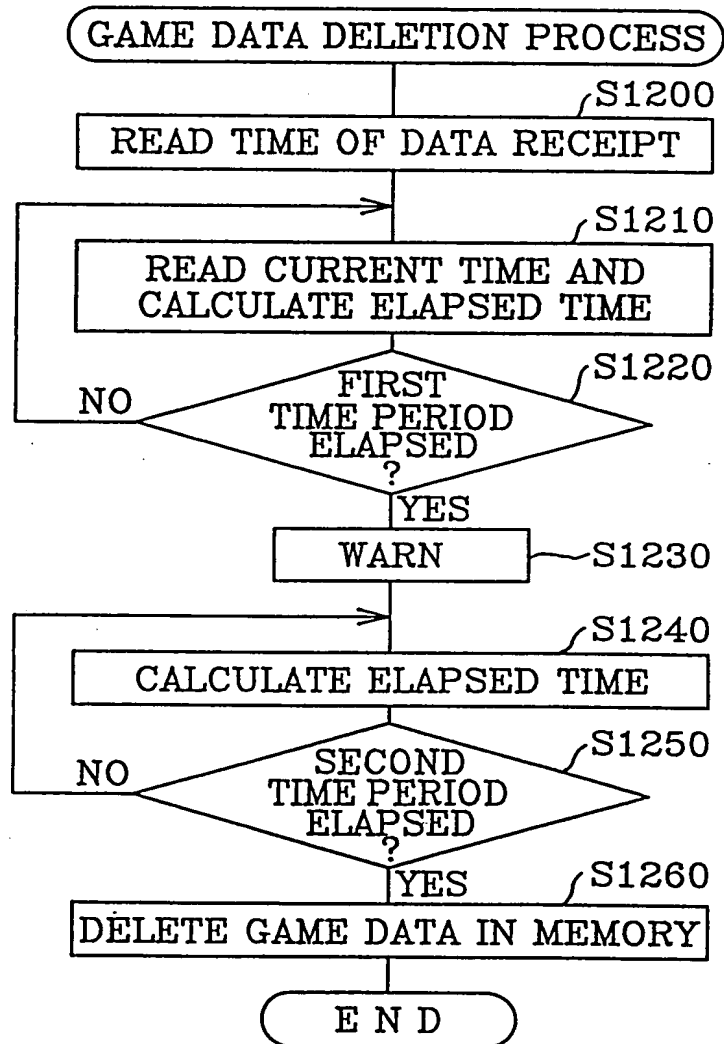 GAME DATA DELETION PROCESS
S1200
READ TIME OF DATA RECEIPT
S1210
READ CURRENT TIME AND
CALCULATE ELAPSED TIME
S1220
FIRST
TIME PERIOD
ELAPSED
?
NO
YES
WARN
S1230
S1240
CALCULATE ELAPSED TIME
S1250
SECOND
TIME PERIOD
ELAPSED
?
NO
YES
S1260
DELETE GAME DATA IN MEMORY
END